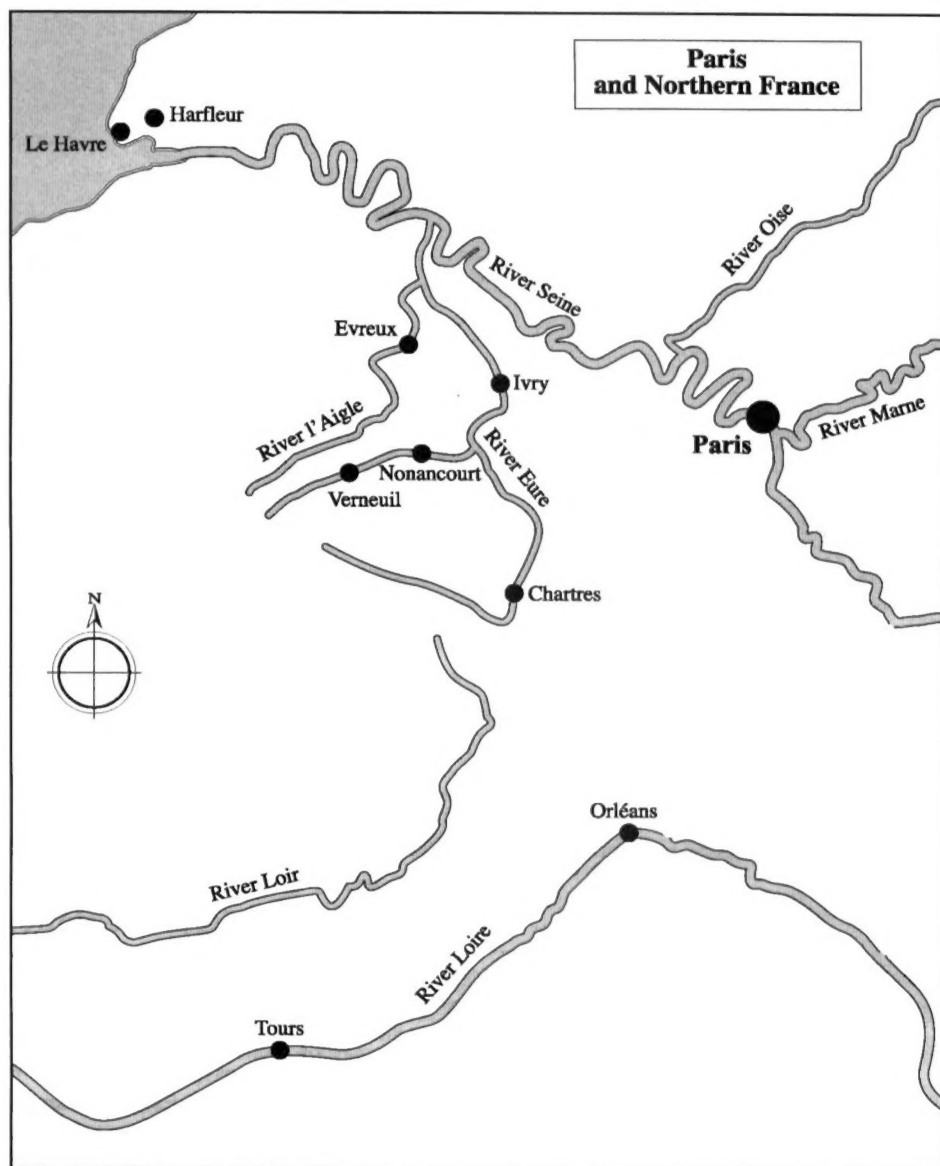 Paris
and Northern France
Harfleur
Le Havre
River Oise
River Seine
Evreux
Ivry
River Marne
Paris
River l'Aigle
River Eure
Nonancourt
Verneuil
Chartres
N
Orléans
River Loir
River Loire
Tours